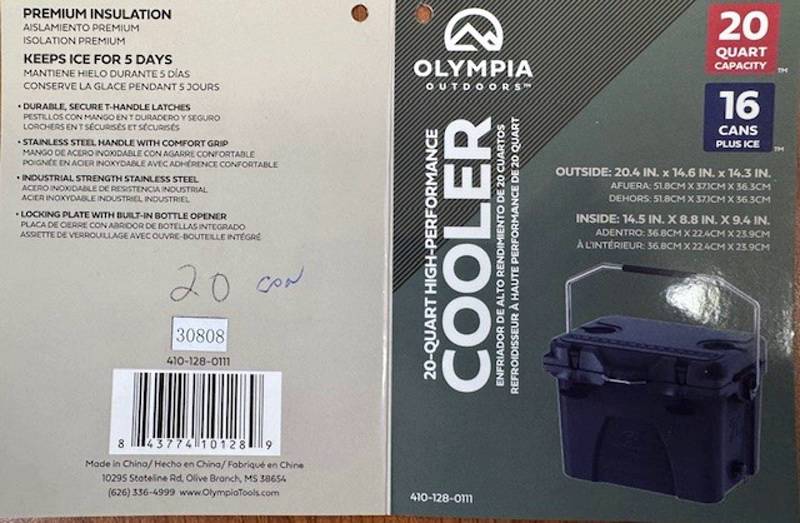 PREMIUM INSULATION
AISLAMIENTO PREMIUM
ISOLATION PREMIUM
KEEPS ICE FOR 5 DAYS
MANTIENE HIELO DURANTE 5 DÍAS
CONSERVE LA GLACE PENDANT 5 JOURS
• DURABLE, SECURE T-HANDLE LATCHES
PESTILLOS CON MANGO EN T DURADERO Y SEGURO
LORCHERS EN T SÉCURISÉS ET SÉCURISÉS
• STAINLESS STEEL HANDLE WITH COMFORT GRIP
MANGO DE ACERO INOXIDABLE CON AGARRE CONFORTABLE
POIGNÉE EN ACIER INOXYDABLE AVEC ADHÉRENCE CONFORTABLE
• INDUSTRIAL STRENGTH STAINLESS STEEL
ACERO INOXIDABLE DE RESISTENCIA INDUSTRIAL
ACIER INOXYDABLE INDUSTRIEL INDUSTRIEL
• LOCKING PLATE WITH BUILT-IN BOTTLE OPENER
PLACA DE CIERRE CON ABRIDOR DE BOTELLAS INTEGRADO
ASSIETTE DE VERROUILLAGE AVEC OUVRE-BOUTEILLE INTÉGRÉ
20 con
30808
410-128-0111
8 43774 10128 9
Made in China/ Hecho en China/ Fabriqué en Chine
10295 Stateline Rd, Olive Branch, MS 38654
(626) 336-4999 www.OlympiaTools.com
OLYMPIA
OUTDOORS™
20
QUART
CAPACITY
TM
16
CANS
PLUS ICE
TM
OUTSIDE: 20.4 IN. x 14.6 IN. x 14.3 IN.
AFUERA: 51.8CM X 37.1CM X 36.3CM
DEHORS: 51.8CM X 37.1CM X 36.3CM
INSIDE: 14.5 IN. X 8.8 IN. X 9.4 IN.
ADENTRO: 36.8CM X 22.4CM X 23.9CM
À L'INTÉRIEUR: 36.8CM X 22.4CM X 23.9CM
20-QUART HIGH-PERFORMANCE
COOLER
ENFRIADOR DE ALTO RENDIMIENTO DE 20 CUARTOS
REFROIDISSEUR À HAUTE PERFORMANCE DE 20 QUART
410-128-0111